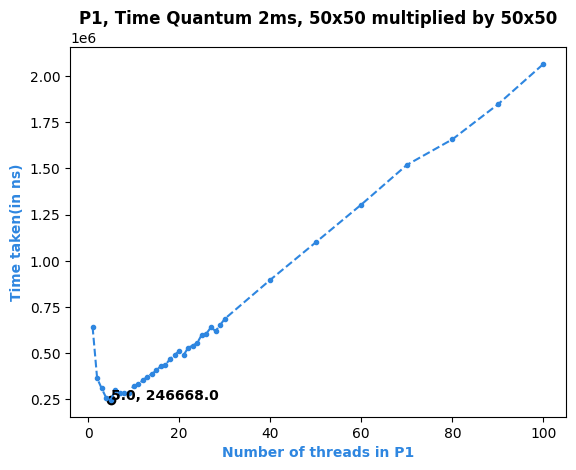 P1, Time Quantum 2ms, 50x50 multiplied by 50x50
1e6
2.00
1.75
1.50
1.25
1.00
0.75
0.50
0.25
Time taken(in ns)
5.0, 246668.0
0 20 40 60 80 100
Number of threads in P1